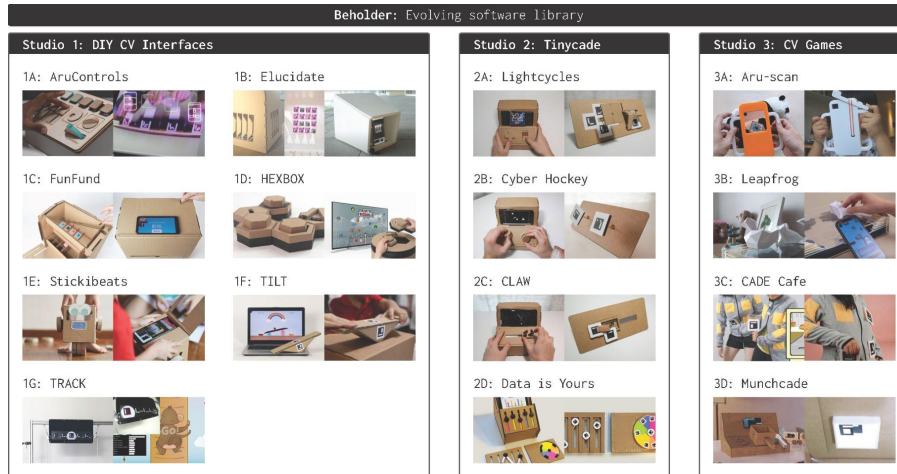 Beholder: Evolving software library
Studio 1: DIY CV Interfaces
1A: AruControls
1B: Elucidate
1C: FunFund
1D: HEXBOX
1E: Stickibeats
1F: TILT
1G: TRACK
Go!
Studio 2: Tinycade
2A: Lightcycles
2B: Cyber Hockey
2C: CLAW
2D: Data is Yours
Studio 3: CV Games
3A: Aru-scan
3B: Leapfrog
3C: CADE Cafe
3D: Munchcade